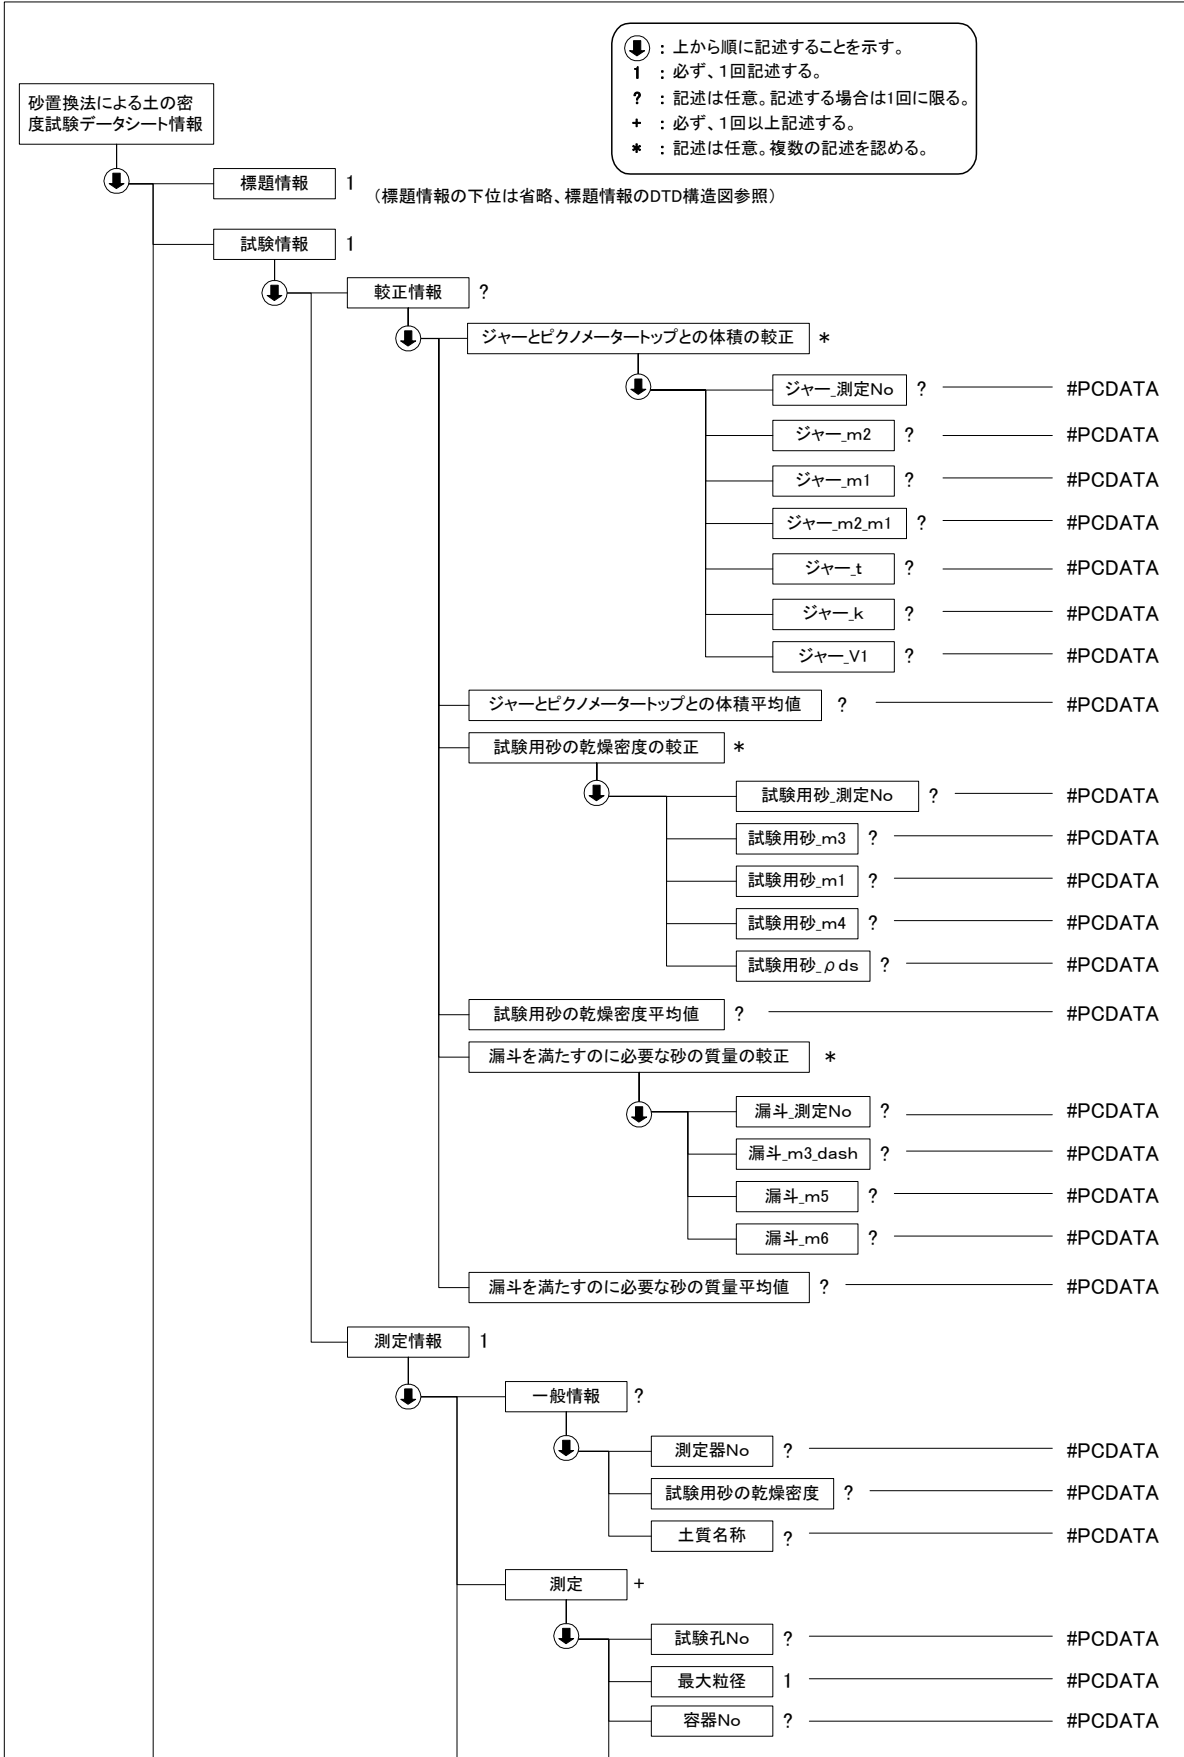 ： 上から順に記述することを示す。
1 ： 必ず、1回記述する。
? ： 記述は任意。記述する場合は1回に限る。
+ ： 必ず、1回以上記述する。
* ： 記述は任意。複数の記述を認める。
砂置換法による土の密
度試験データシート情報
標題情報 1
（標題情報の下位は省略、標題情報のDTD構造図参照）
試験情報 1
較正情報 ?
ジャーとピクノメータートップとの体積の較正 *
ジャー_測定No ? #PCDATA
ジャー_m2 ? #PCDATA
ジャー_m1 ? #PCDATA
ジャー_m2_m1 ? #PCDATA
ジャー_t ? #PCDATA
ジャー_k ? #PCDATA
ジャー_V1 ? #PCDATA
ジャーとピクノメータートップとの体積平均値 ? #PCDATA
試験用砂の乾燥密度の較正 *
試験用砂_測定No ? #PCDATA
試験用砂_m3 ? #PCDATA
試験用砂_m1 ? #PCDATA
試験用砂_m4 ? #PCDATA
試験用砂_ρds ? #PCDATA
試験用砂の乾燥密度平均値 ? #PCDATA
漏斗を満たすのに必要な砂の質量の較正 *
漏斗_測定No ? #PCDATA
漏斗_m3_dash ? #PCDATA
漏斗_m5 ? #PCDATA
漏斗_m6 ? #PCDATA
漏斗を満たすのに必要な砂の質量平均値 ? #PCDATA
測定情報 1
一般情報 ?
測定器No ? #PCDATA
試験用砂の乾燥密度 ? #PCDATA
土質名称 ? #PCDATA
測定 +
試験孔No ? #PCDATA
最大粒径 1 #PCDATA
容器No ? #PCDATA